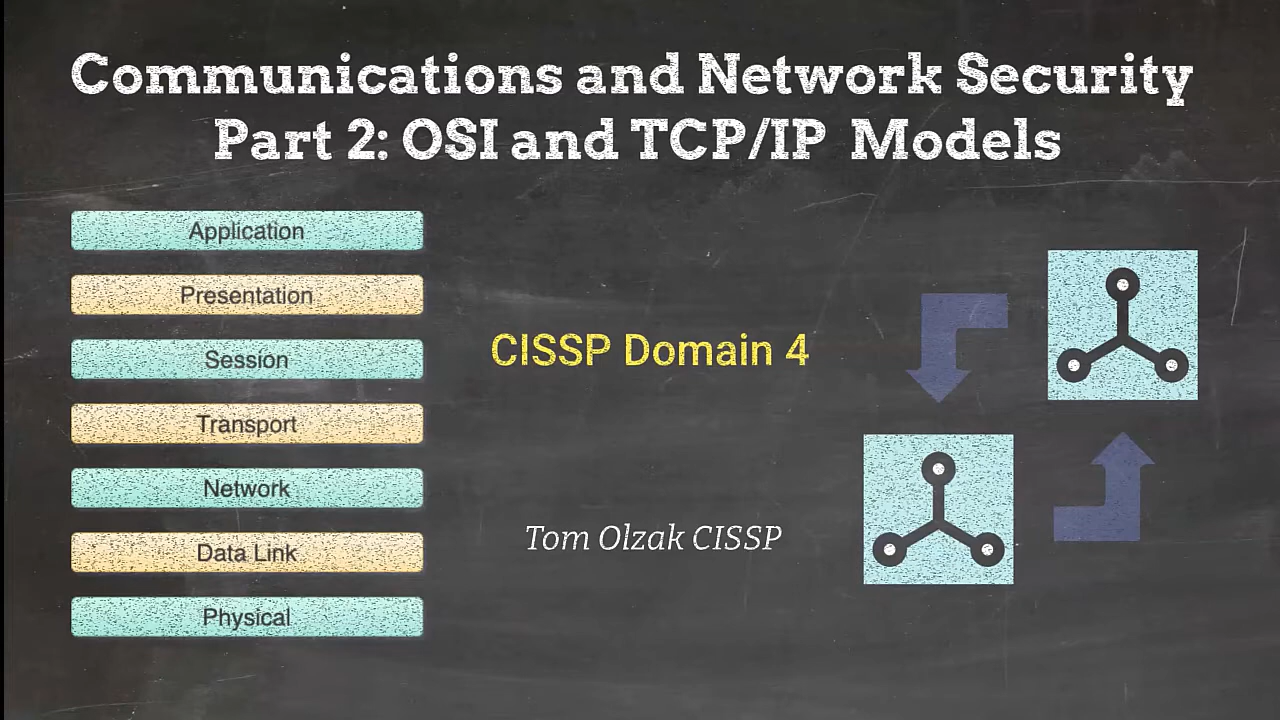 Communications and Network Security
Part 2: OSI and TCP/IP Models
Application
Presentation
Session
Transport
Network
Data Link
Physical
CISSP Domain 4
Tom Olzak CISSP